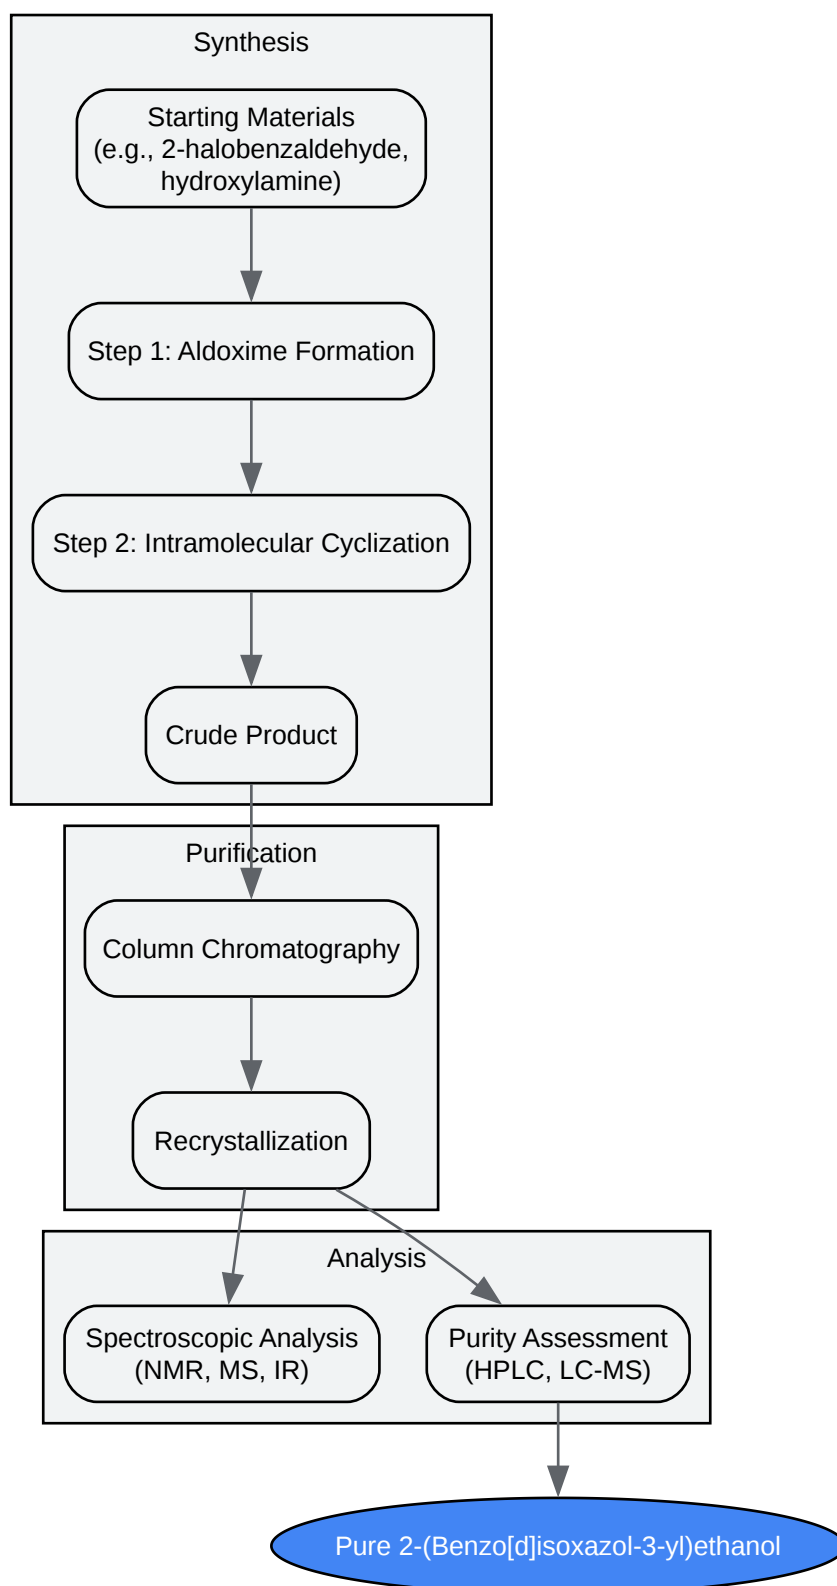 Synthesis
Starting Materials
(e.g., 2-halobenzaldehyde,
hydroxylamine)
Step 1: Aldoxime Formation
Step 2: Intramolecular Cyclization
Crude Product
Purification
Column Chromatography
Recrystallization
Analysis
Spectroscopic Analysis
(NMR, MS, IR)
Purity Assessment
(HPLC, LC-MS)
Pure 2-(Benzo[d]isoxazol-3-yl)ethanol